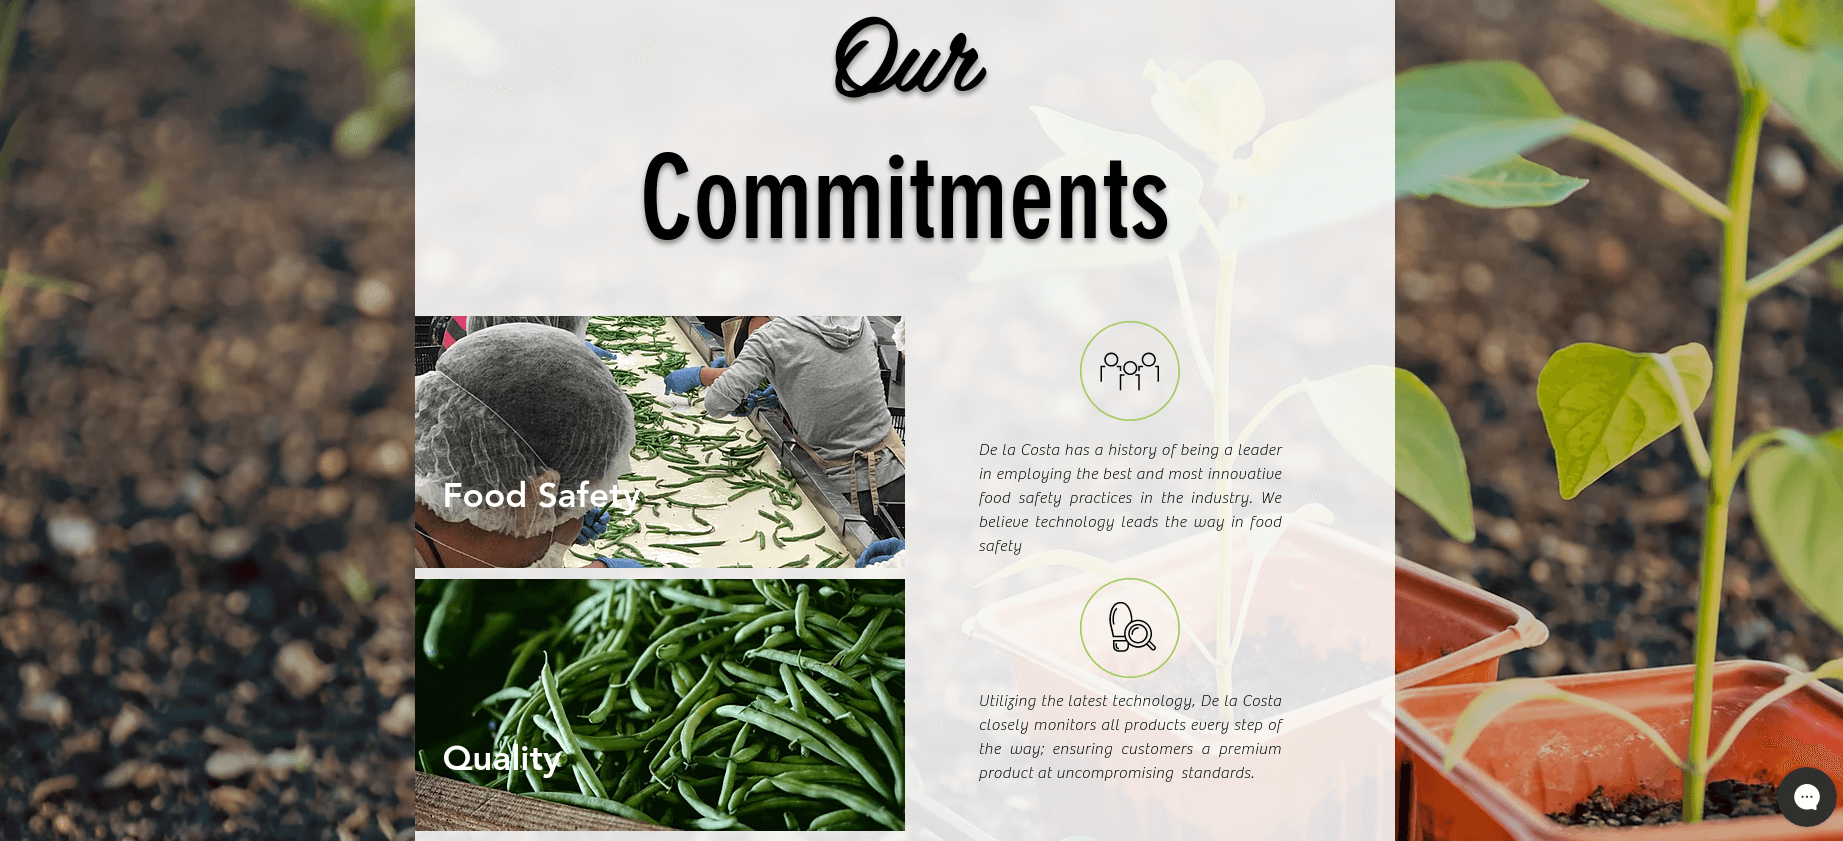 Our
Commitments
Food Safety
De la Costa has a history of being a leader
in employing the best and most innovative
food safety practices in the industry. We
believe technology leads the way in food
safety
Quality
Utilizing the latest technology, De la Costa
closely monitors all products every step of
the way; ensuring customers a premium
product at uncompromising standards.